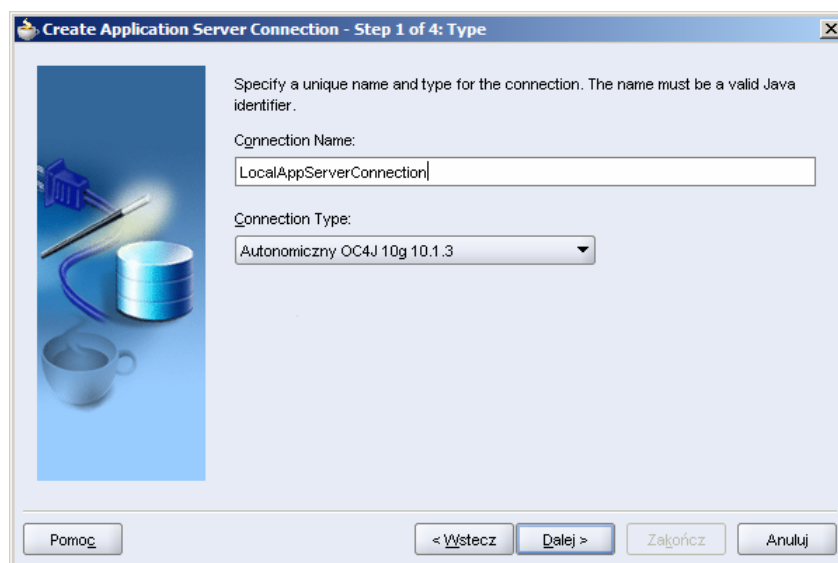 Create Application Server Connection - Step 1 of 4: Type
Specify a unique name and type for the connection. The name must be a valid Java
identifier.
Connection Name:
LocalAppServerConnection
Connection Type:
Autonomiczny OC4J 10g 10.1.3
Pomoc < Wstecz Dalej > Zakończ Anuluj